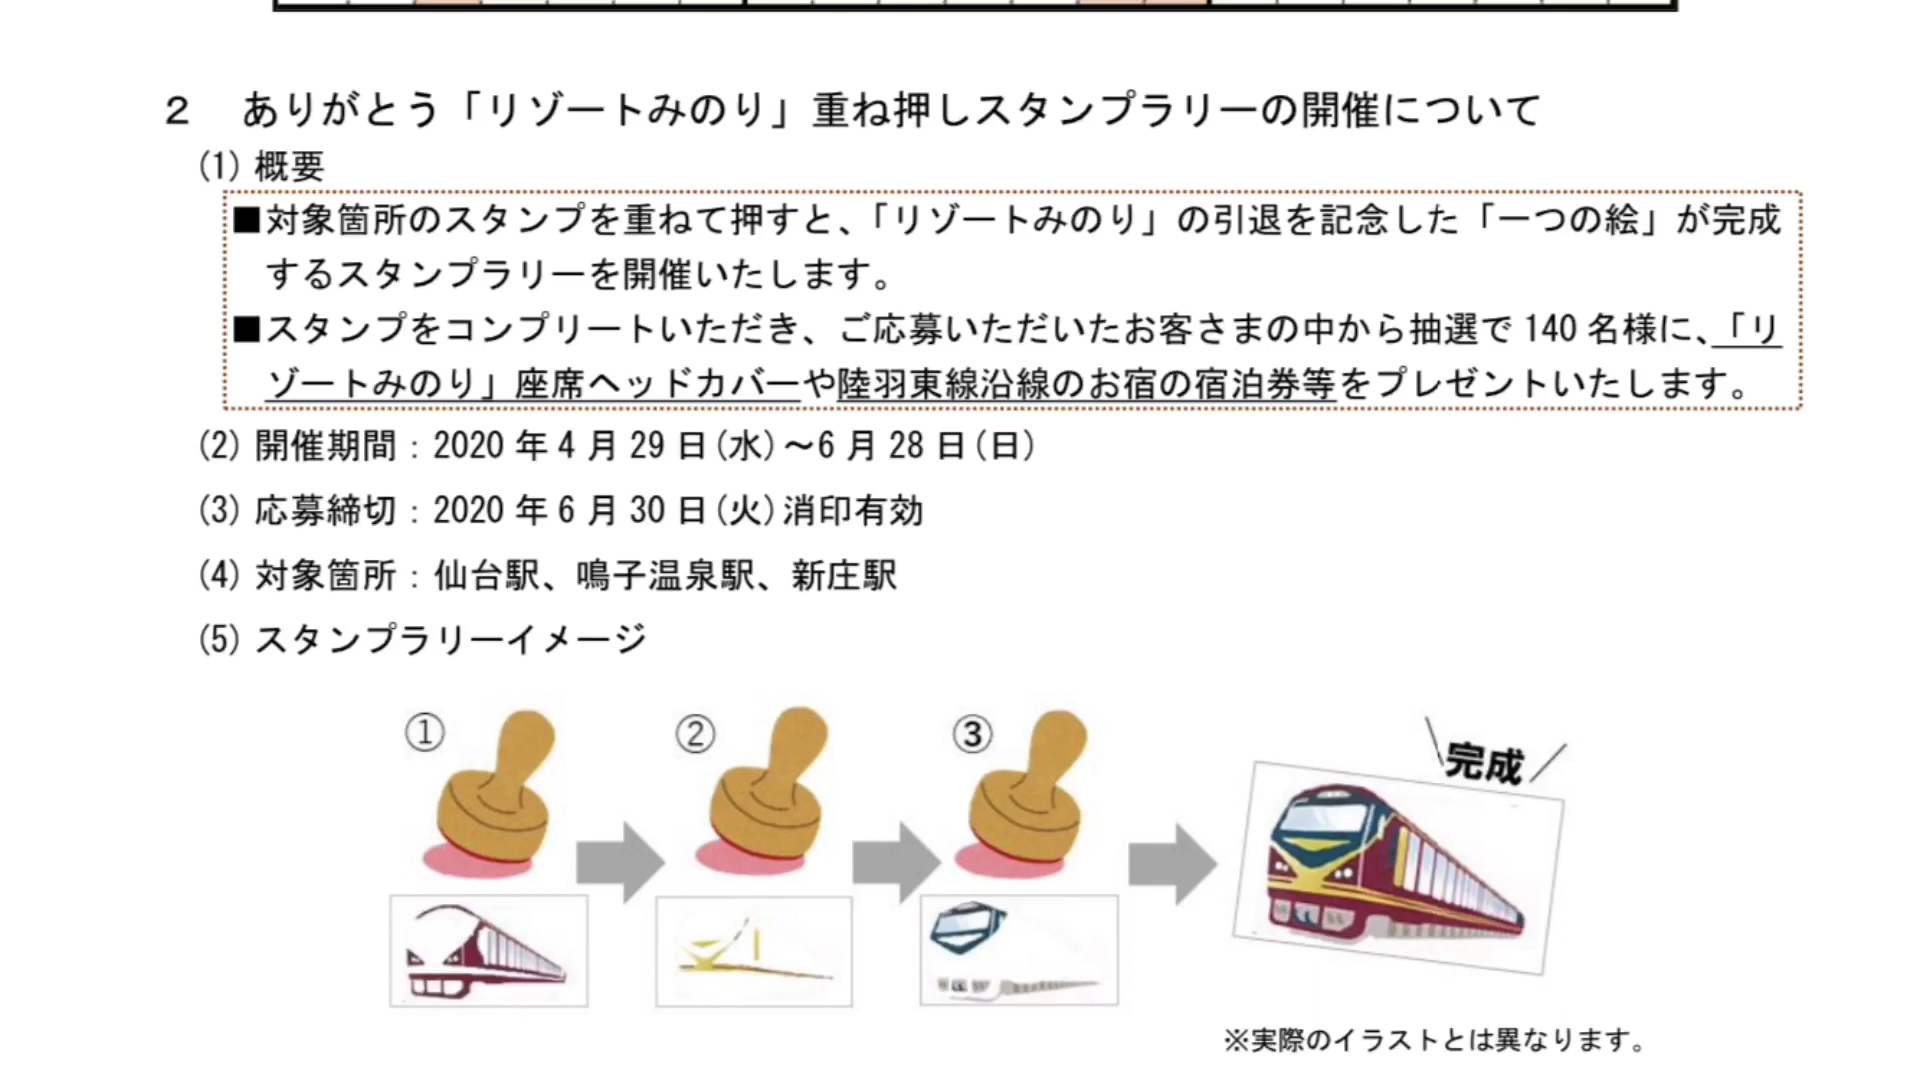 ２　ありがとう「リゾートみのり」重ね押しスタンプラリーの開催について
(1) 概要
■対象箇所のスタンプを重ねて押すと、「リゾートみのり」の引退を記念した「一つの絵」が完成
するスタンプラリーを開催いたします。
■スタンプをコンプリートいただき、ご応募いただいたお客さまの中から抽選で 140 名様に、「リ
ゾートみのり」座席ヘッドカバーや陸羽東線沿線のお宿の宿泊券等をプレゼントいたします。
(2) 開催期間：2020 年 4 月 29 日(水)～6 月 28 日(日)
(3) 応募締切：2020 年 6 月 30 日(火)消印有効
(4) 対象箇所：仙台駅、鳴子温泉駅、新庄駅
(5) スタンプラリーイメージ
① ② ③
完成
※実際のイラストとは異なります。